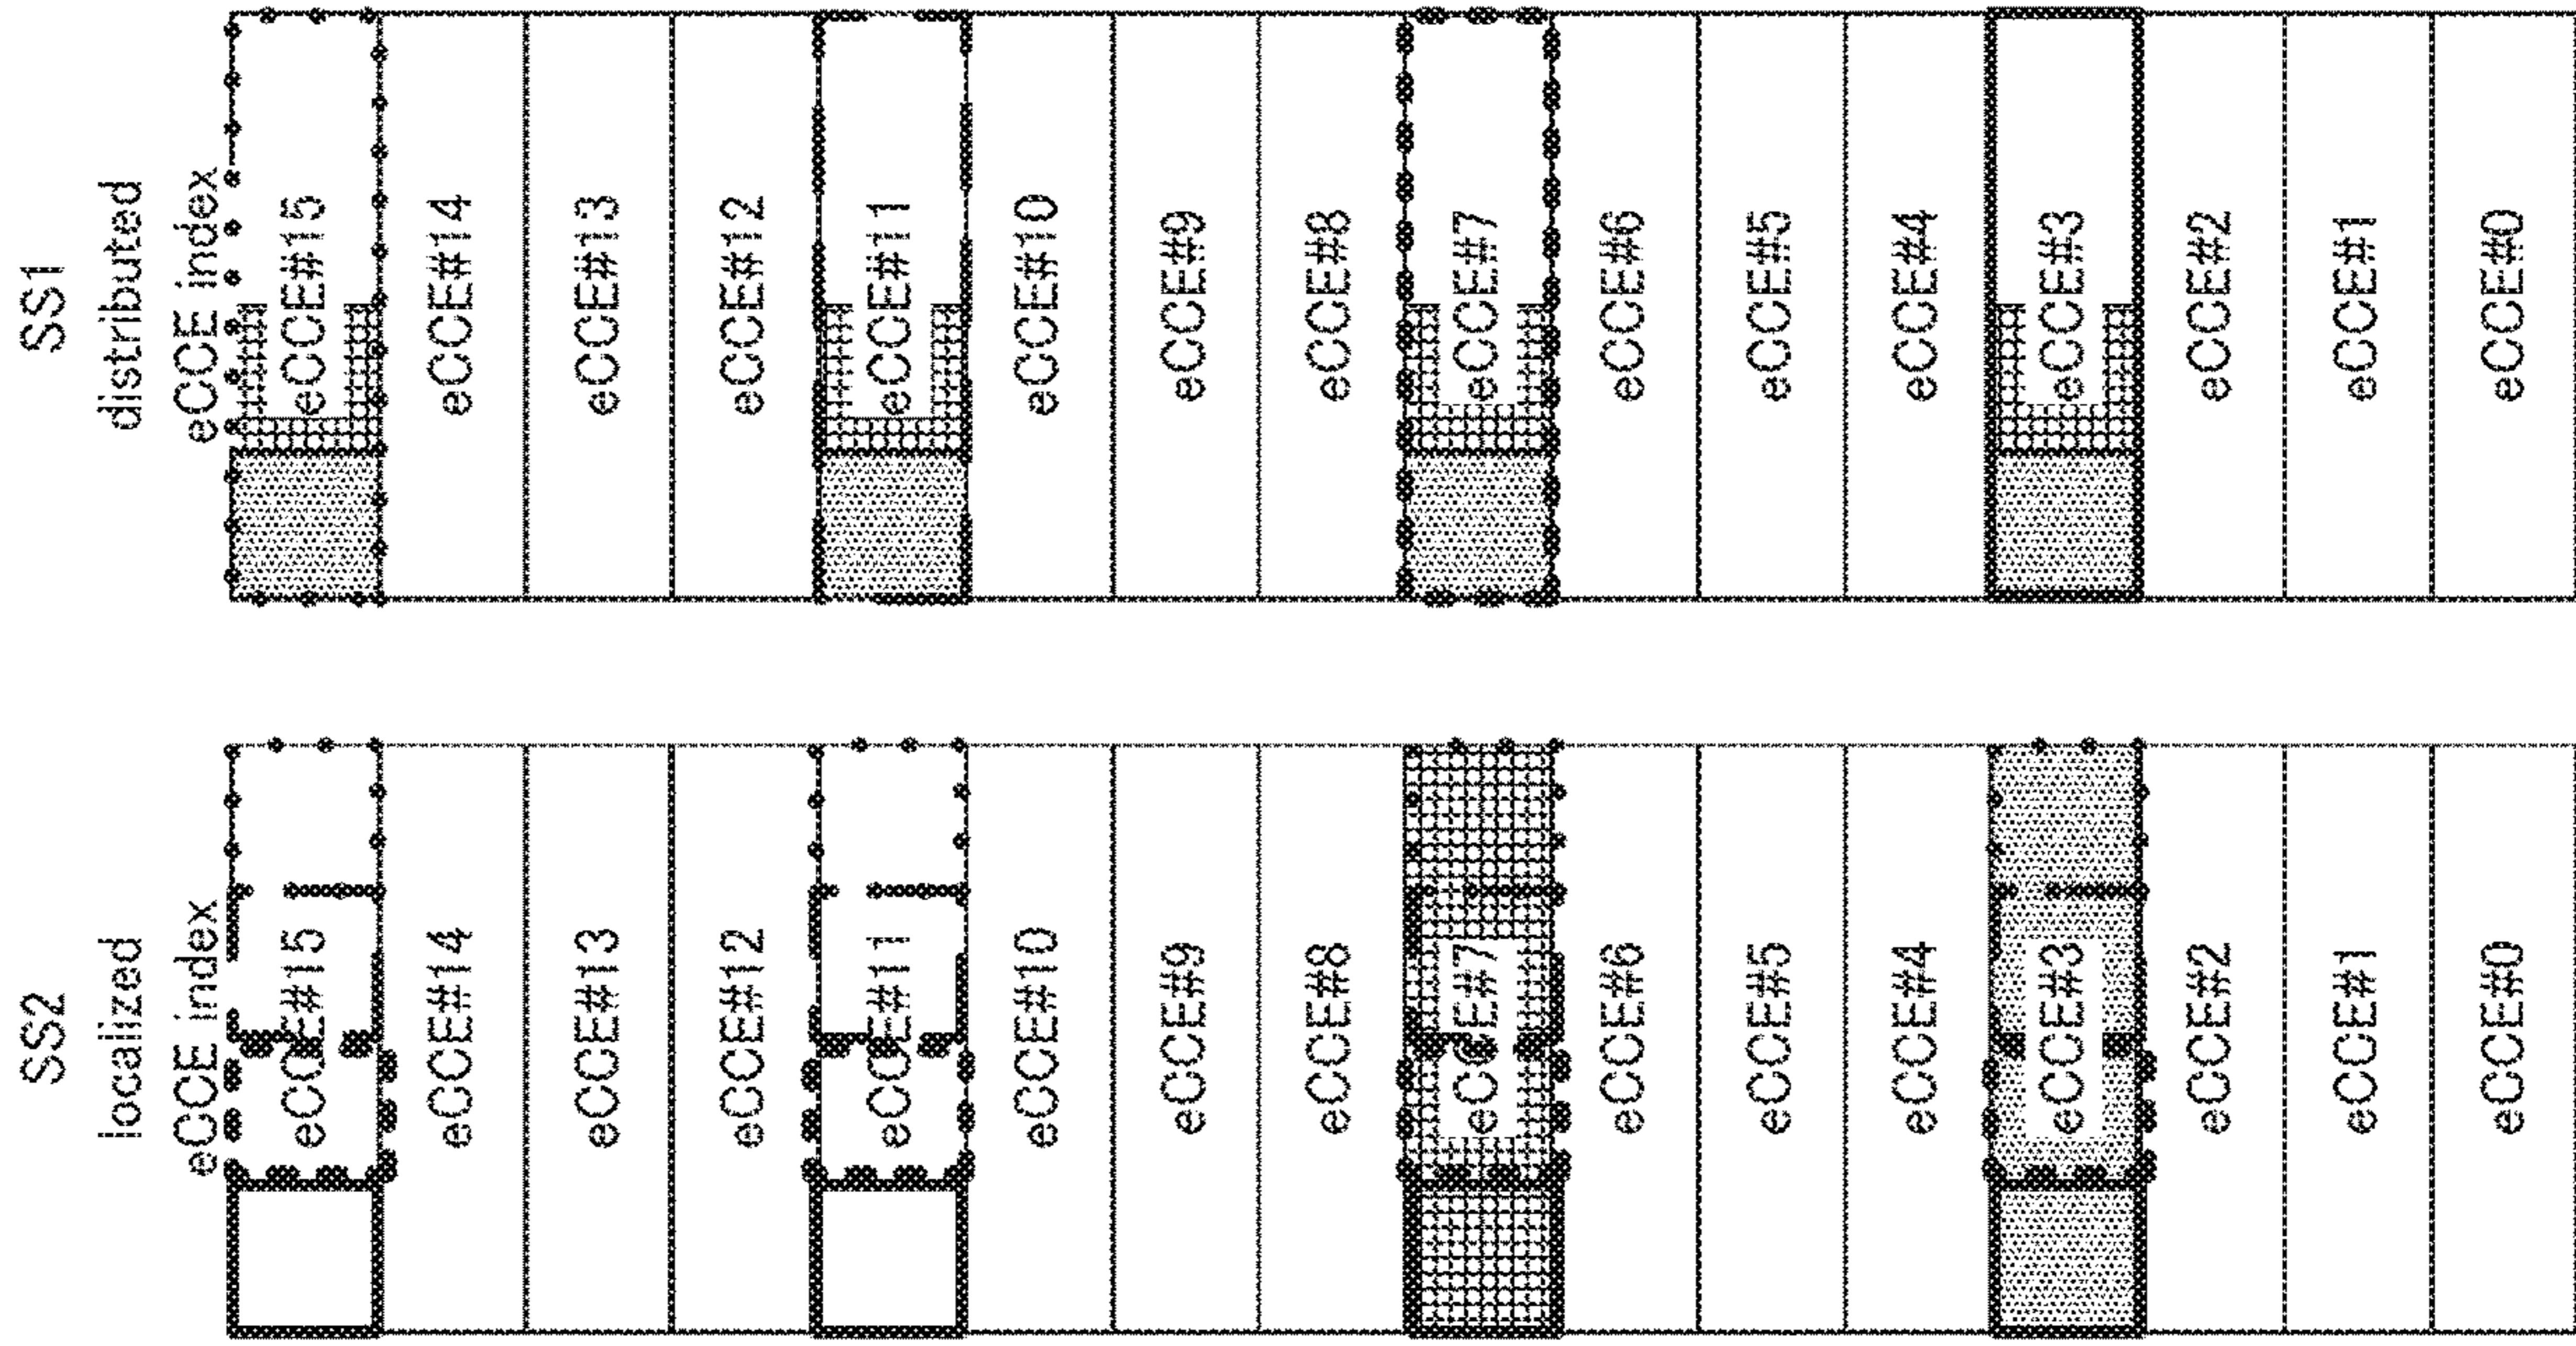 SS2
localized
eCCE index
eCCE#15
eCCE#14
eCCE#13
eCCE#12
eCCE#11
eCCE#10
eCCE#9
eCCE#8
eCCE#7
eCCE#6
eCCE#5
eCCE#4
eCCE#3
eCCE#2
eCCE#1
eCCE#0
SS1
distributed
eCCE index
eCCE#15
eCCE#14
eCCE#13
eCCE#12
eCCE#11
eCCE#10
eCCE#9
eCCE#8
eCCE#7
eCCE#6
eCCE#5
eCCE#4
eCCE#3
eCCE#2
eCCE#1
eCCE#0